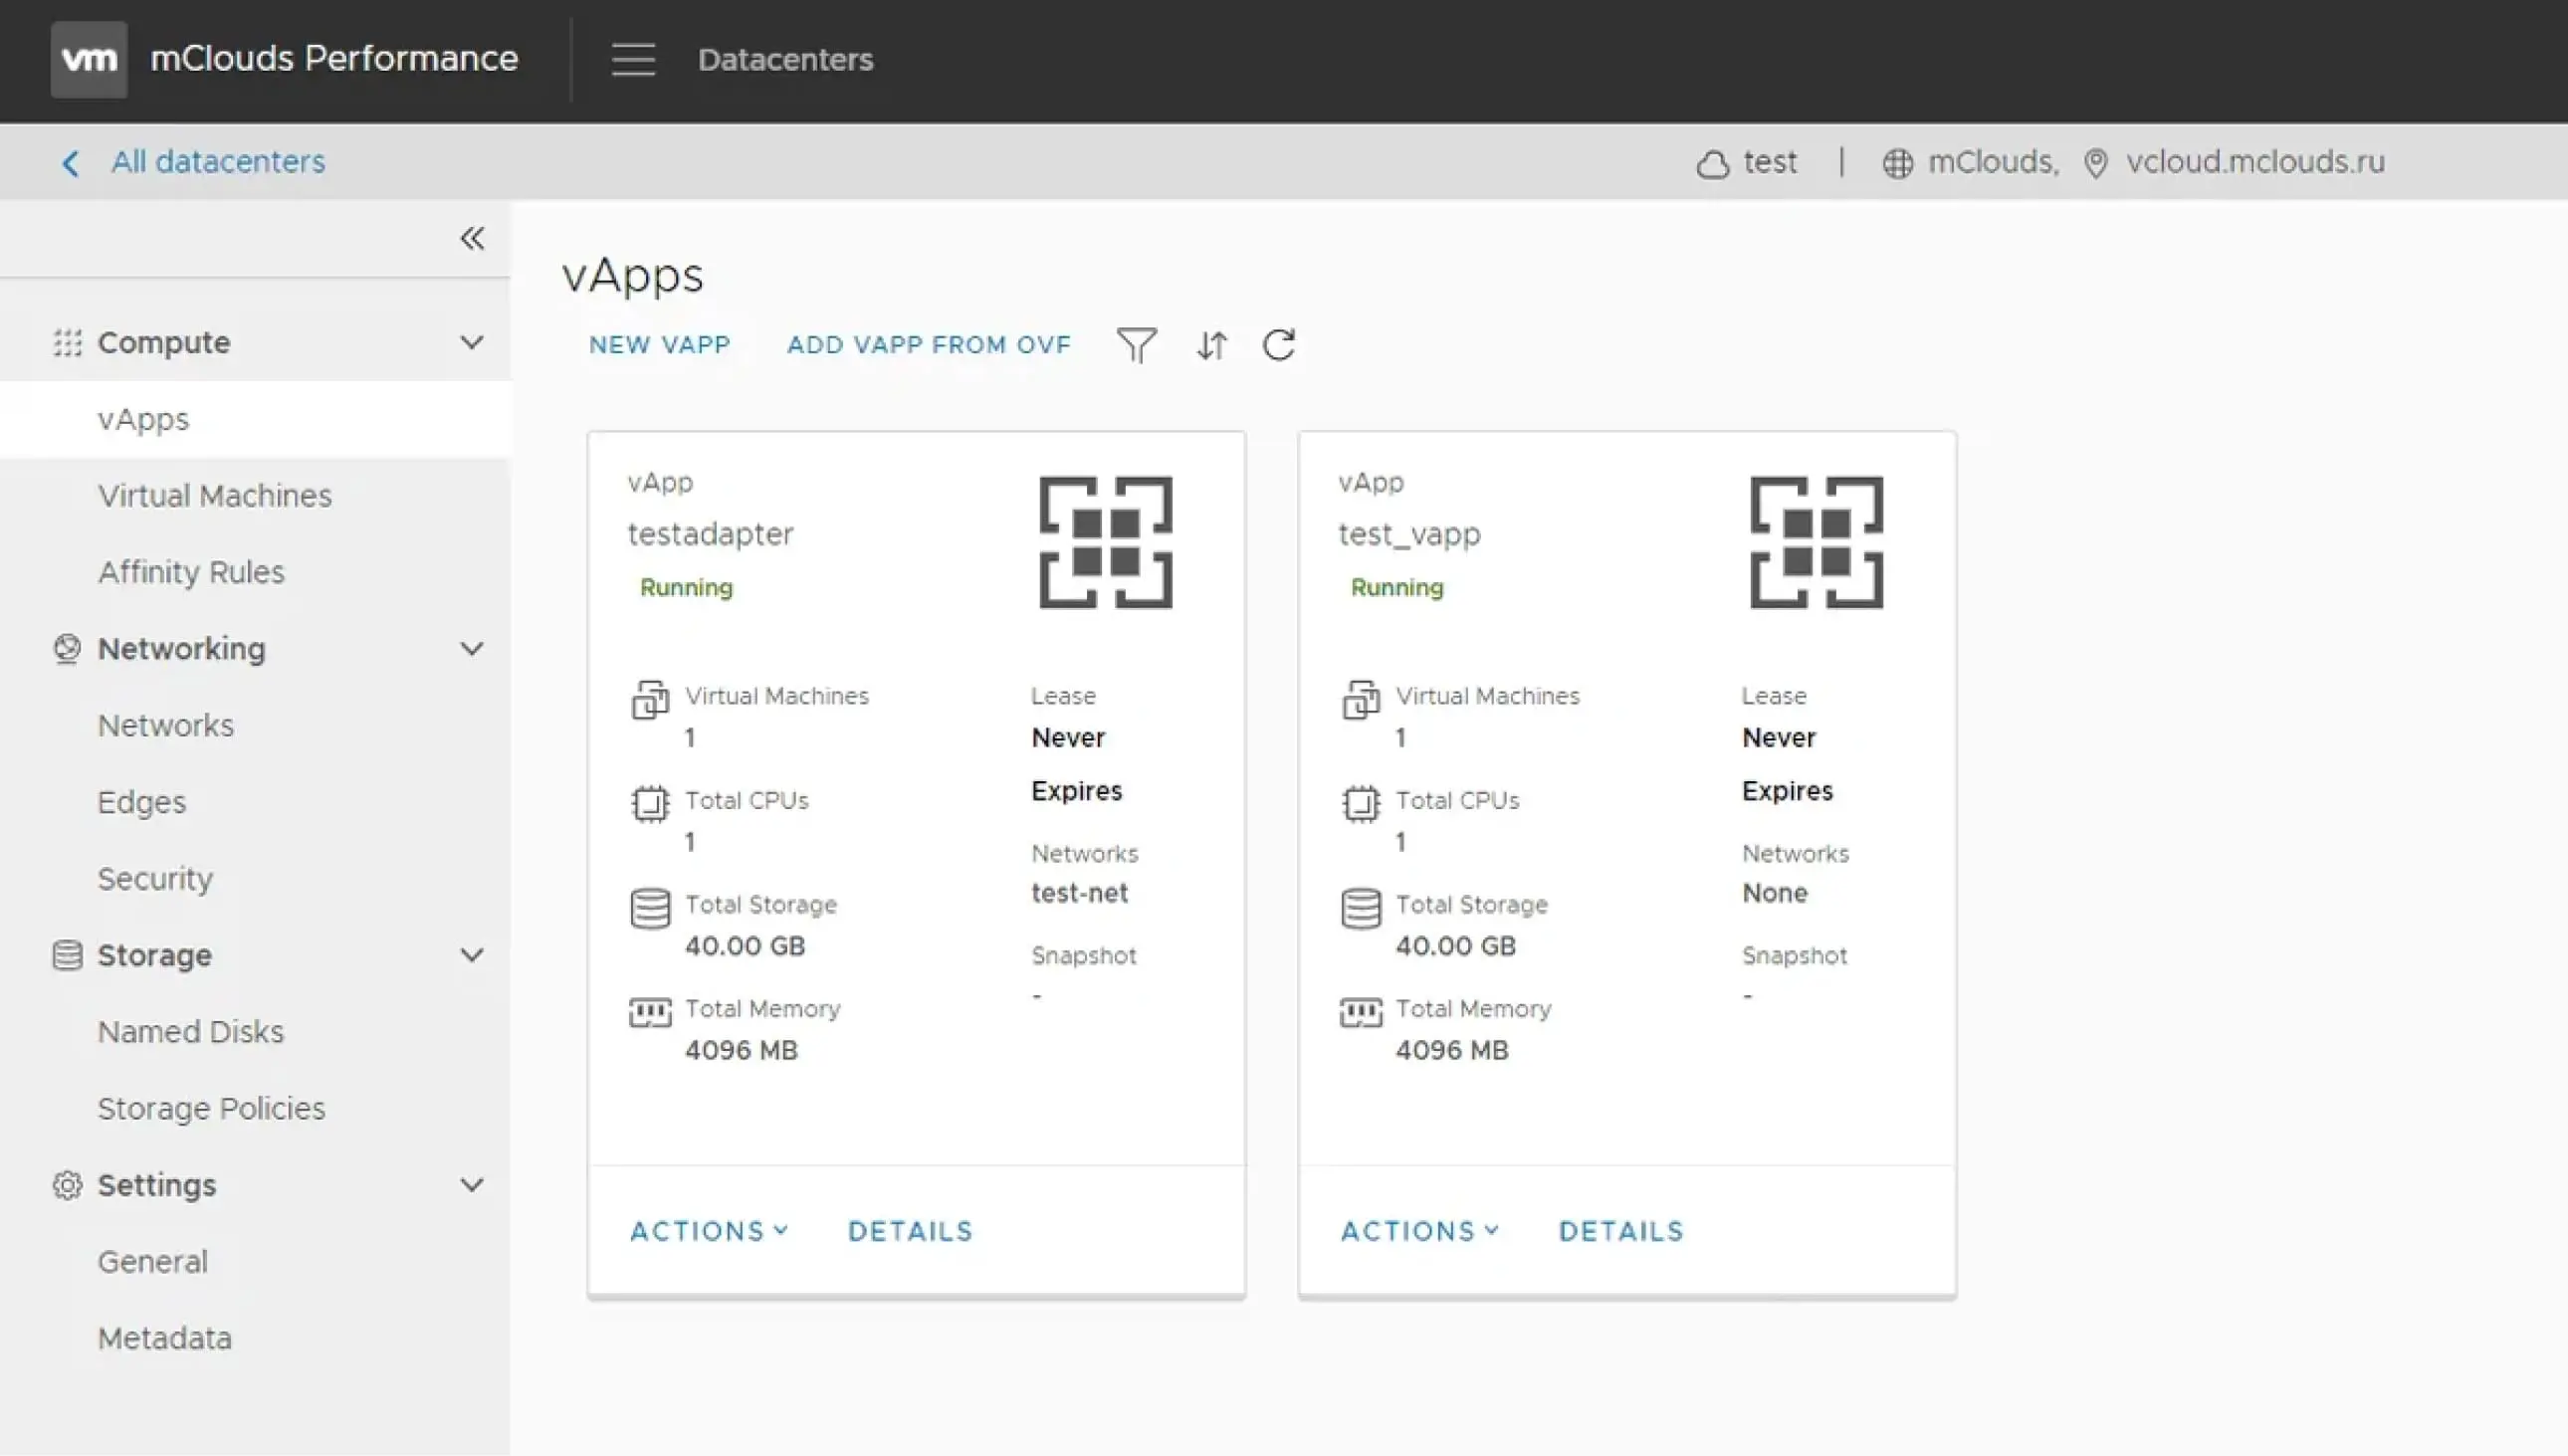 vm mClouds Performance Datacenters
All datacenters test | mClouds, vcloud.mclouds.ru
Compute
vApps
Virtual Machines
Affinity Rules
Networking
Networks
Edges
Security
Storage
Named Disks
Storage Policies
Settings
General
Metadata
vApps
NEW VAPP ADD VAPP FROM OVF
vApp
testadapter
Running
Virtual Machines
1
Total CPUs
1
Total Storage
40.00 GB
Total Memory
4096 MB
Lease
Never
Expires
Networks
test-net
Snapshot
-
ACTIONS DETAILS
vApp
test_vapp
Running
Virtual Machines
1
Total CPUs
1
Total Storage
40.00 GB
Total Memory
4096 MB
Lease
Never
Expires
Networks
None
Snapshot
-
ACTIONS DETAILS